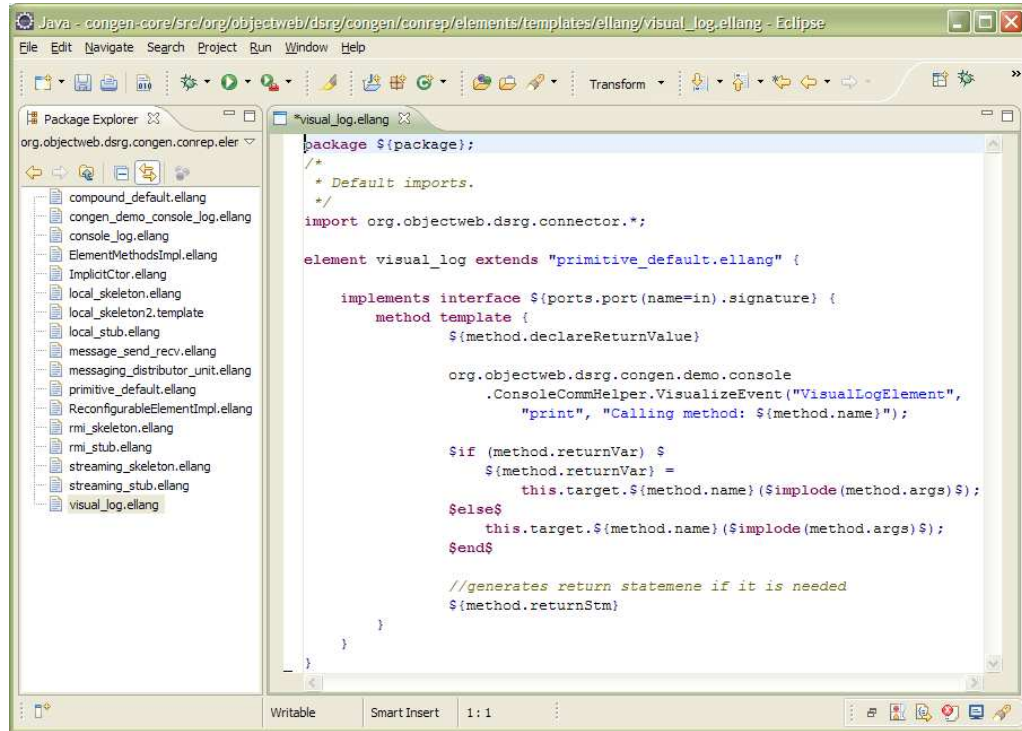 Java - congen-core/src/org/objectweb/dsrg/congen/conrep/elements/templates/ellang/visual_log.ellang - Eclipse
File Edit Navigate Search Project Run Window Help
Transform
»
Package Explorer
*visual_log.ellang
org.objectweb.dsrg.congen.conrep.eler
compound_default.ellang
congen_demo_console_log.ellang
console_log.ellang
ElementMethodsImpl.ellang
ImplicitCtor.ellang
local_skeleton.ellang
local_skeleton2.template
local_stub.ellang
message_send_recv.ellang
messaging_distributor_unit.ellang
primitive_default.ellang
ReconfigurableElementImpl.ellang
rmi_skeleton.ellang
rmi_stub.ellang
streaming_skeleton.ellang
streaming_stub.ellang
visual_log.ellang
package ${package};
/*
* Default imports.
*/
import org.objectweb.dsrg.connector.*;
element visual_log extends "primitive_default.ellang" {
implements interface ${ports.port(name=in).signature} {
method template {
${method.declareReturnValue}
org.objectweb.dsrg.congen.demo.console
.ConsoleCommHelper.VisualizeEvent("VisualLogElement",
"print", "Calling method: ${method.name}");
$if (method.returnVar) $
${method.returnVar} =
this.target.${method.name}($implode(method.args)$);
$else$
this.target.${method.name}($implode(method.args)$);
$end$
//generates return statemene if it is needed
${method.returnStm}
}
}
}
Writable
Smart Insert
1 : 1